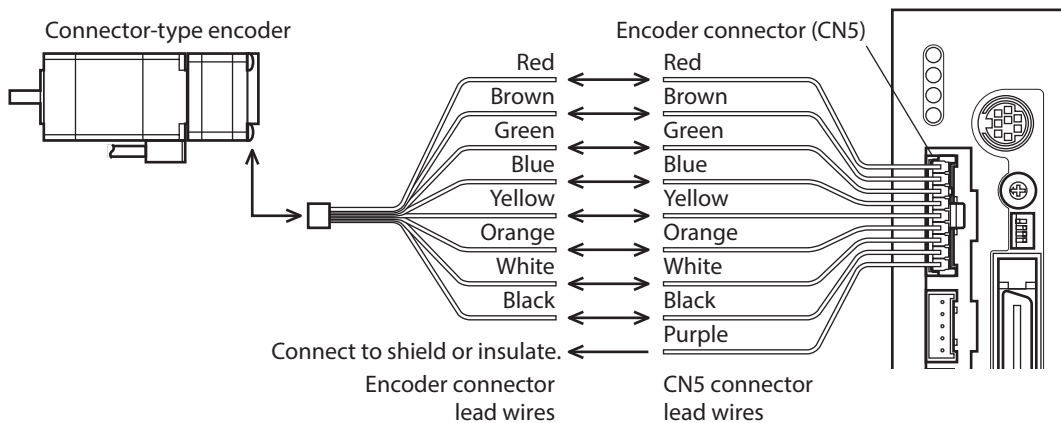 Connector-type encoder
Encoder connector (CN5)
Red Red
Brown Brown
Green Green
Blue Blue
Yellow Yellow
Orange Orange
White White
Black Black
Purple
Connect to shield or insulate.
Encoder connector
lead wires
CN5 connector
lead wires